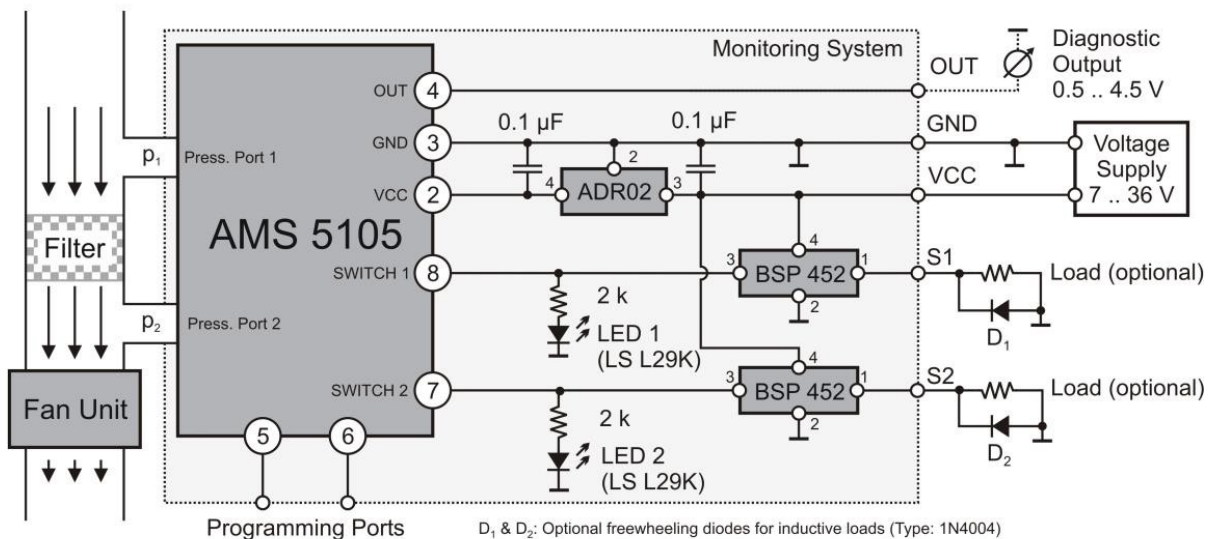 Monitoring System
Diagnostic
Output
0.5 .. 4.5 V
OUT
OUT
4
0.1 µF
0.1 µF
GND
GND
3
2
Voltage
Supply
7 .. 36 V
p1
Press. Port 1
VCC
VCC
2
4
ADR02
3
AMS 5105
Filter
SWITCH 1
8
3
BSP 452
4
1
2
S1
Load (optional)
D1
2 k
LED 1
(LS L29K)
p2
Press. Port 2
SWITCH 2
7
3
BSP 452
4
1
2
S2
Load (optional)
D2
2 k
LED 2
(LS L29K)
Fan Unit
5
6
Programming Ports
D1 & D2: Optional freewheeling diodes for inductive loads (Type: 1N4004)